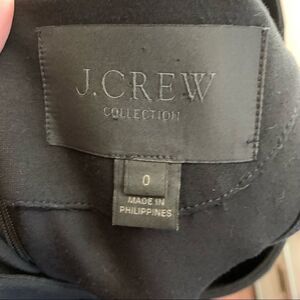 J.CREW
COLLECTION
0
MADE IN
PHILIPPINES